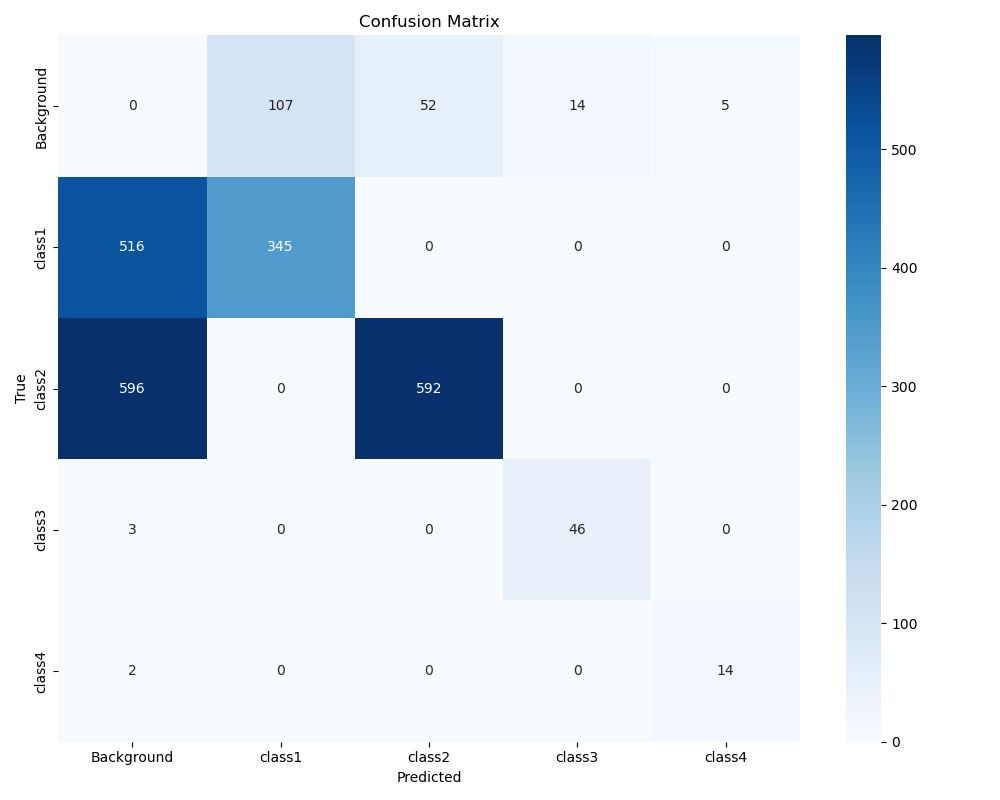 Confusion Matrix
Background 0 107 52 14 5
class1 516 345 0 0 0
class2 596 0 592 0 0
class3 3 0 0 46 0
class4 2 0 0 0 14
True
Background class1 class2 class3 class4
Predicted
500
400
300
200
100
0